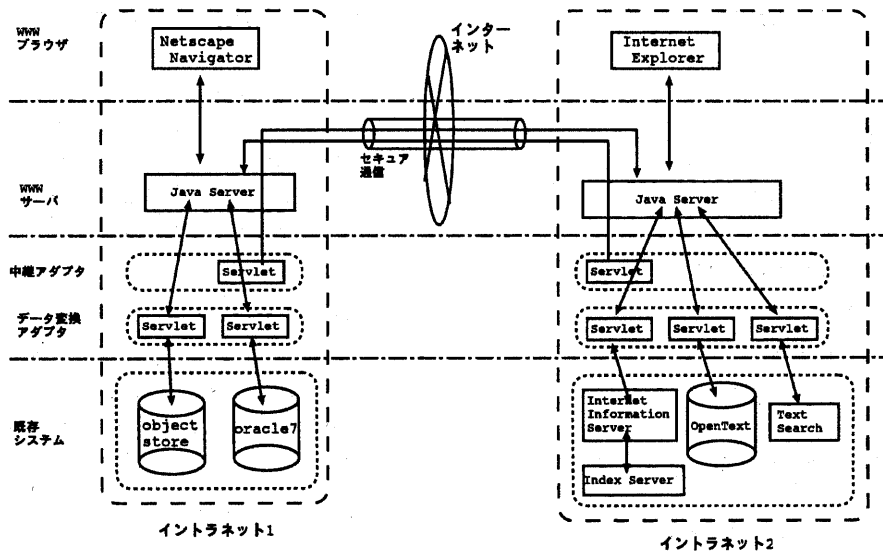 WWW
ブラウザ
Netscape
Navigator
インター
ネット
Internet
Explorer
セキュア
通信
WWW
サーバ
Java Server
Java Server
中継アダプタ
Servlet
Servlet
データ変換
アダプタ
Servlet
Servlet
Servlet
Servlet
Servlet
既存
システム
object
store
oracle7
Internet
Information
Server
OpenText
Text
Search
Index Server
イントラネット1
イントラネット2